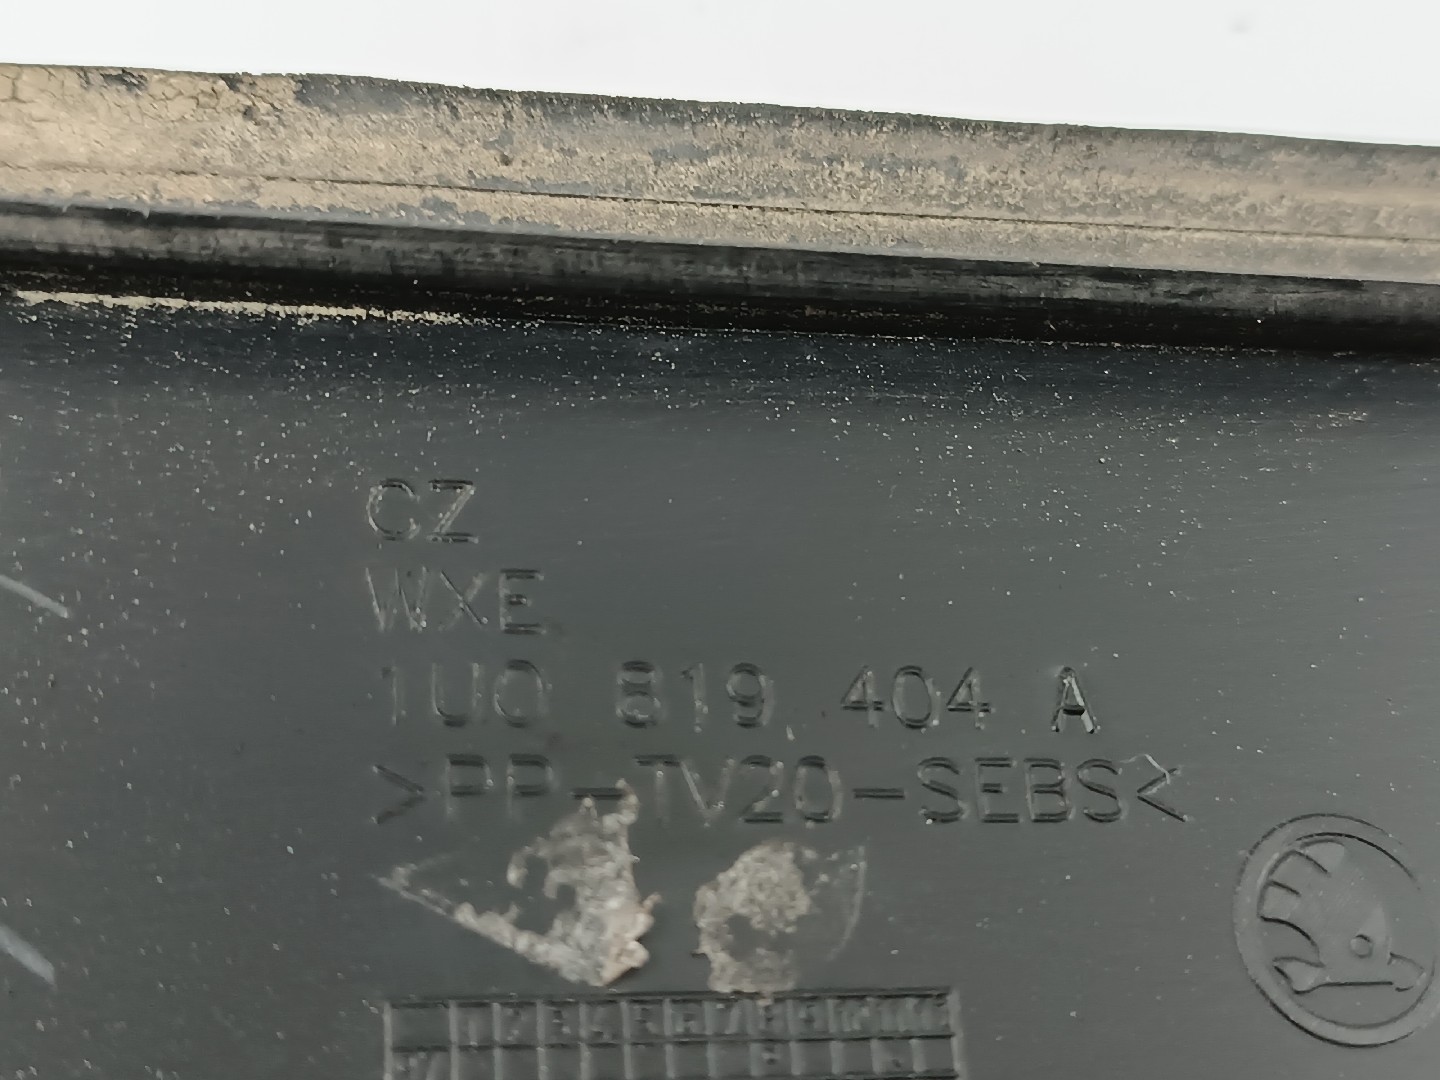 CZ
WXE
1U0 819 404 A
>PP-TV20-SEBS<